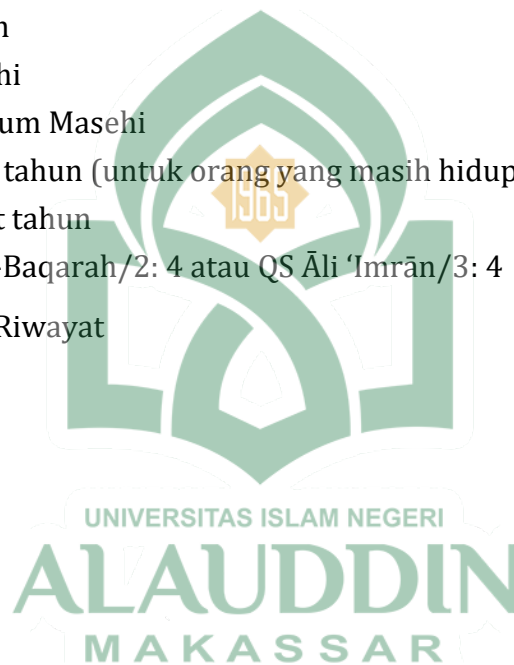 um Masehi
tahun (untuk orang yang masih hidup
t tahun
-Baqarah/2: 4 atau QS Āli ‘Imrān/3: 4
Riwayat
1965
UNIVERSITAS ISLAM NEGERI
ALAUDDIN
MAKASSAR